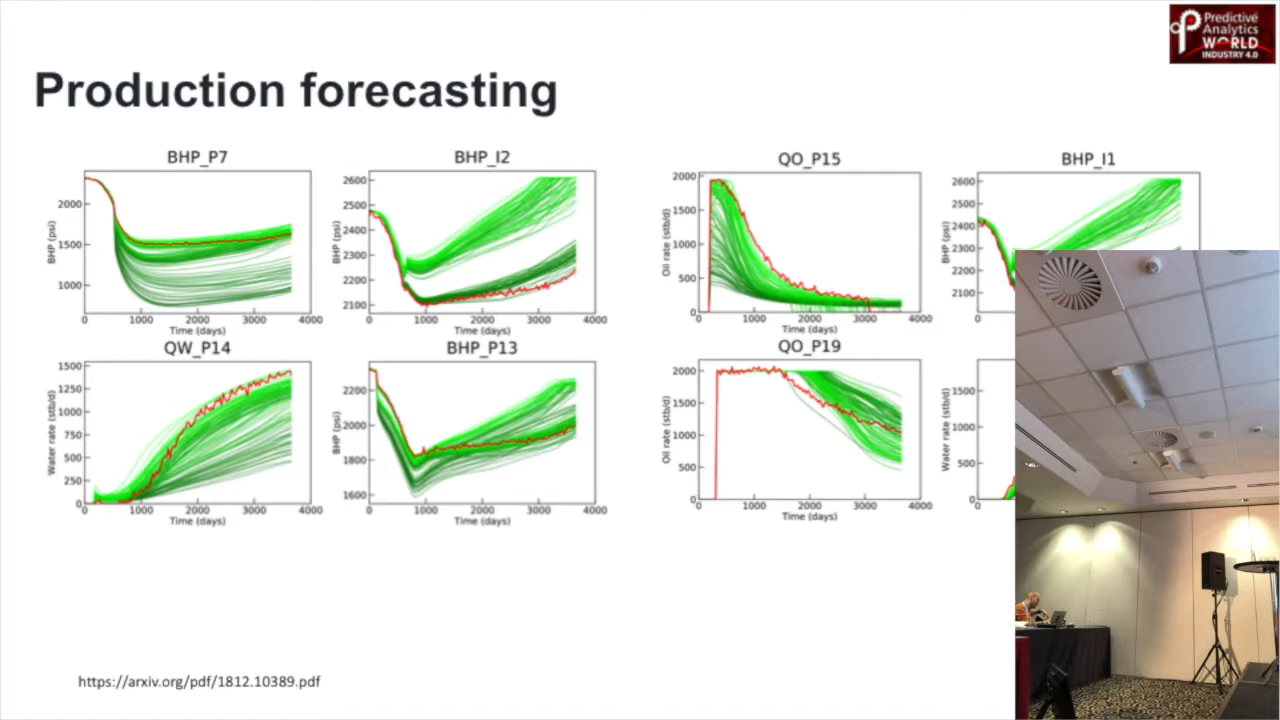 Predictive
Analytics
WORLD
INDUSTRY 4.0
Production forecasting
BHP_P7
BHP (psi)
2000
1500
1000
0 1000 2000 3000 4000
Time (days)
BHP_I2
BHP (psi)
2600
2500
2400
2300
2200
2100
0 1000 2000 3000 4000
Time (days)
QO_P15
Oil rate (stb/d)
2000
1500
1000
500
0
0 1000 2000 3000 4000
Time (days)
BHP_I1
BHP (psi)
2600
2500
2400
2300
2200
2100
0
QW_P14
Water rate (stb/d)
1500
1250
1000
750
500
250
0
0 1000 2000 3000 4000
Time (days)
BHP_P13
BHP (psi)
2200
2000
1800
1600
0 1000 2000 3000 4000
Time (days)
QO_P19
Oil rate (stb/d)
2000
1500
1000
500
0
0 1000 2000 3000 4000
Time (days)
Water rate (stb/d)
1500
1000
500
0
0
https://arxiv.org/pdf/1812.10389.pdf